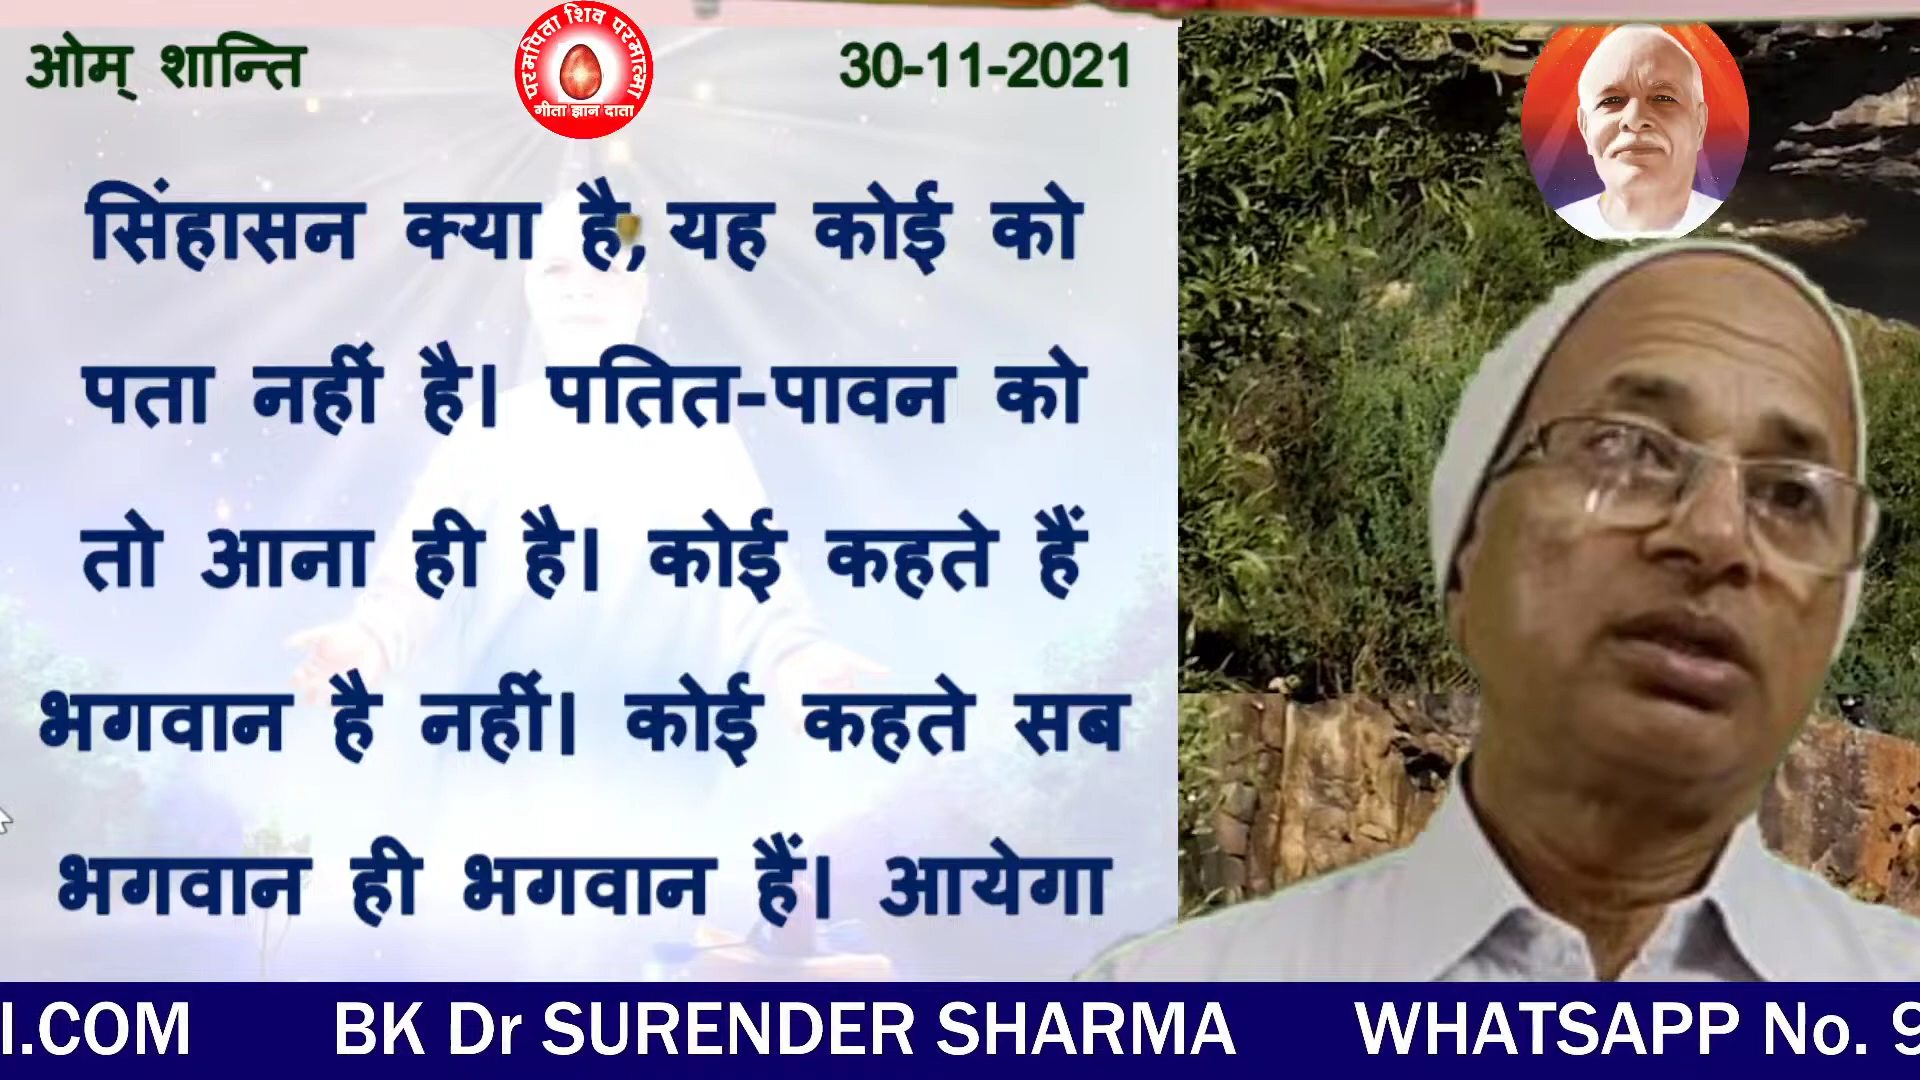 ओम् शान्ति
परमपिता शिव परमात्मा
गीता ज्ञान दाता
30-11-2021
सिंहासन क्या है, यह कोई को
पता नहीं है। पतित-पावन को
तो आना ही है। कोई कहते हैं
भगवान है नहीं। कोई कहते सब
भगवान ही भगवान हैं। आयेगा
I.COM BK Dr SURENDER SHARMA WHATSAPP No. 9